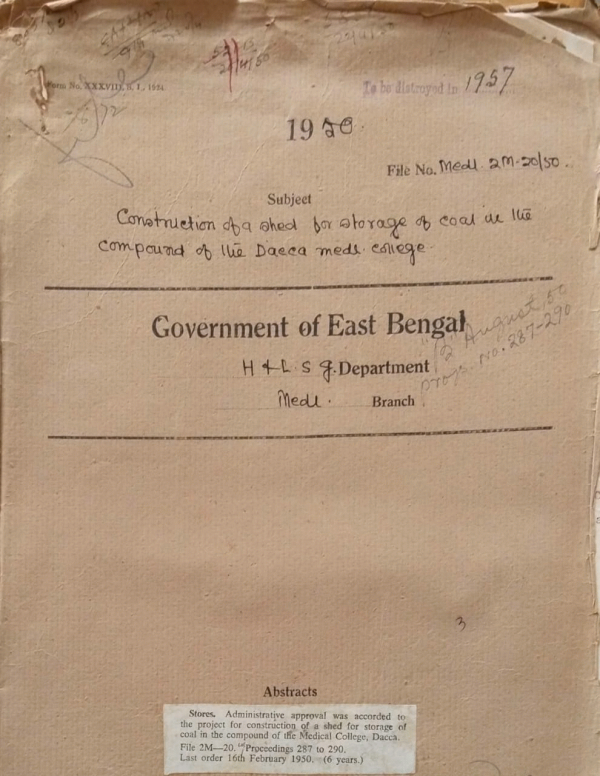 Form No. XXXVIII, S. I., 1924.
To be distroyed in 1957
1950
File No. Medl. 2M-20/50.
Subject
Construction of a shed for storage of coal in the
compound of the Dacca medl. college.
Government of East Bengal
H & L. S. G. Department
Medl. Branch
"B" August, 50
Progs. No. 287-290
3
Abstracts
Stores. Administrative approval was accorded to
the project for construction of a shed for storage of
coal in the compound of the Medical College, Dacca.
File 2M—20. Proceedings 287 to 290.
Last order 16th February 1950. (6 years.)